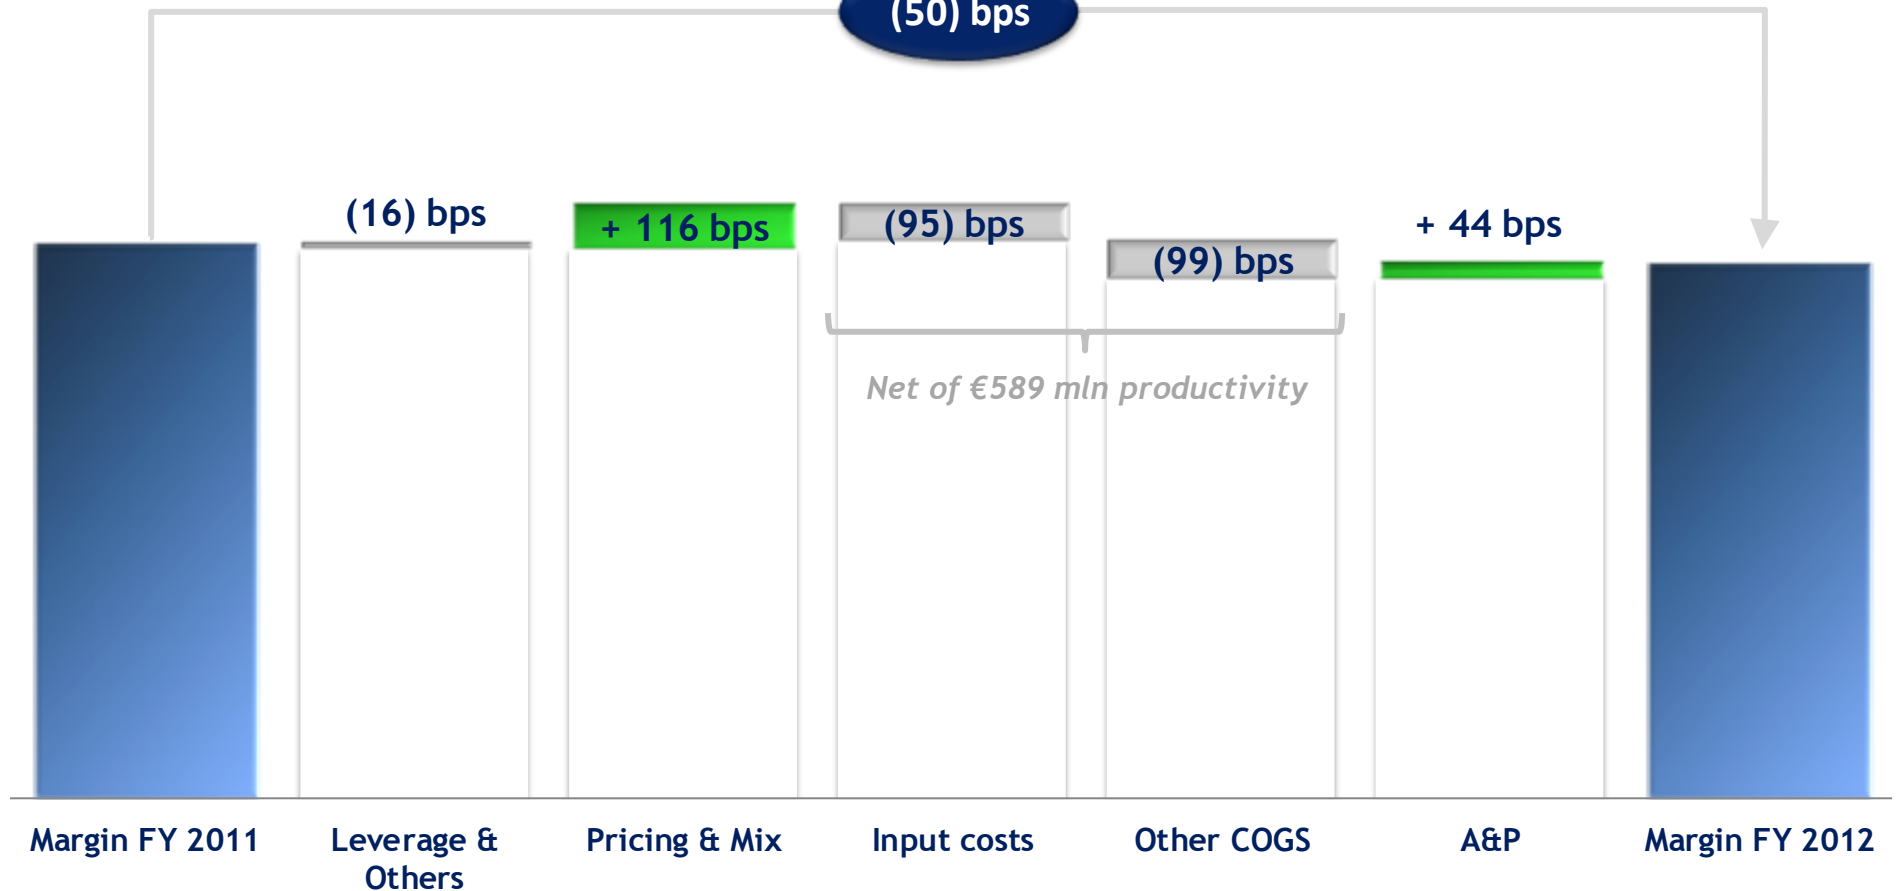 (50) bps
(16) bps
+ 116 bps
(95) bps
(99) bps
+ 44 bps
Net of €589 mln productivity
Margin FY 2011
Leverage &
Others
Pricing & Mix
Input costs
Other COGS
A&P
Margin FY 2012